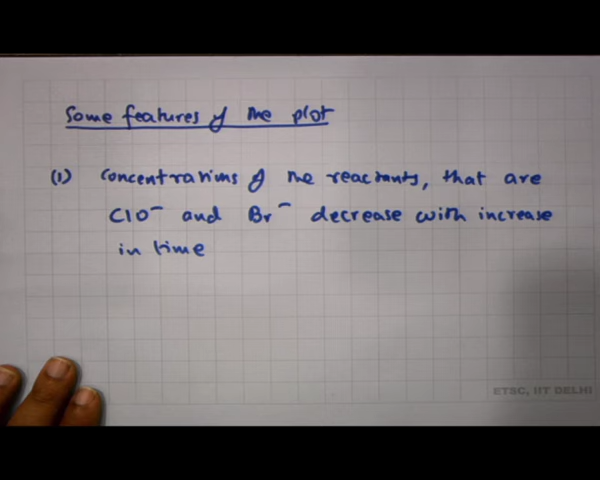 Some features of the plot
(1) Concentrations of the reactants, that are
ClO⁻ and Br⁻ decrease with increase
in time
ETSC, IIT DELHI